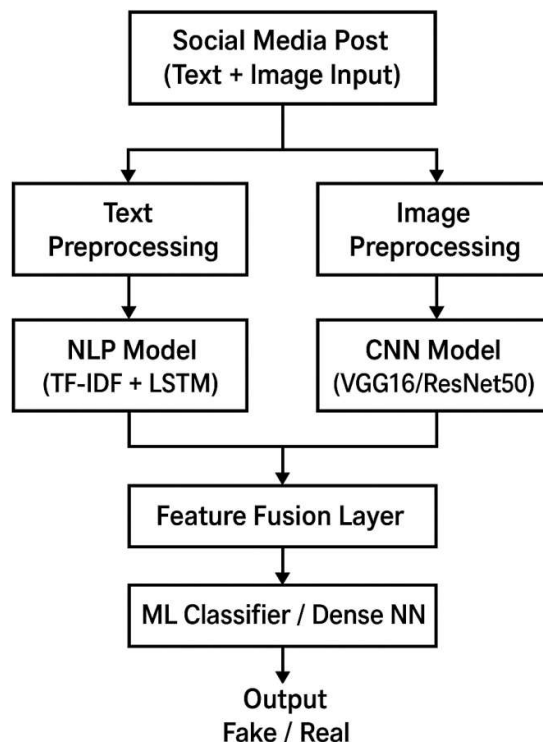 Social Media Post
(Text + Image Input)
Text
Preprocessing
Image
Preprocessing
NLP Model
(TF-IDF + LSTM)
CNN Model
(VGG16/ResNet50)
Feature Fusion Layer
ML Classifier / Dense NN
Output
Fake / Real